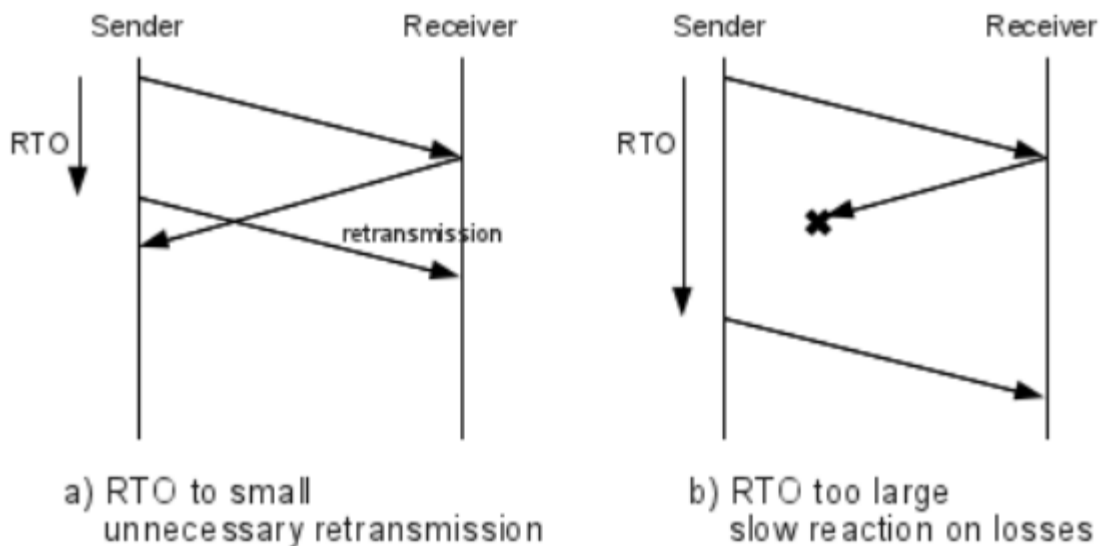 Sender Receiver Sender Receiver
RTO RTO
retransmission
a) RTO to small
unnecessary retransmission
b) RTO too large
slow reaction on losses